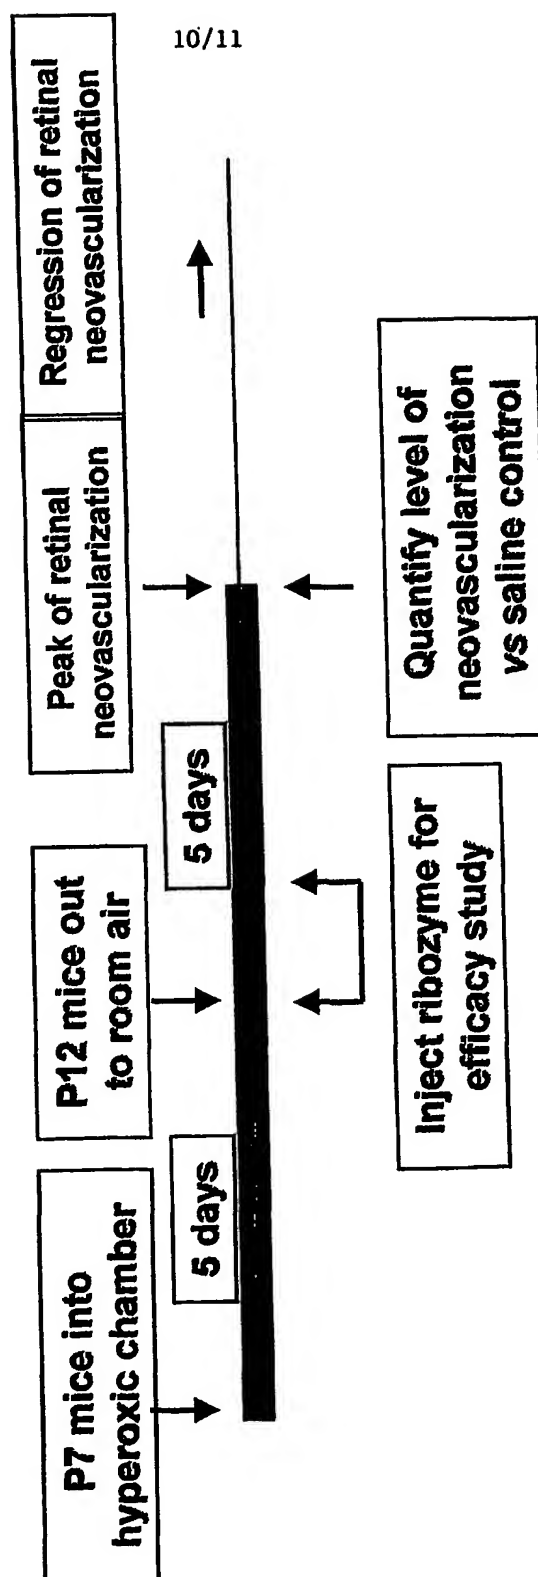 10/11
P7 mice into
hyperoxic chamber
5 days
P12 mice out
to room air
5 days
Peak of retinal
neovascularization
Regression of retinal
neovascularization
Inject ribozyme for
efficacy study
Quantify level of
neovascularization
vs saline control